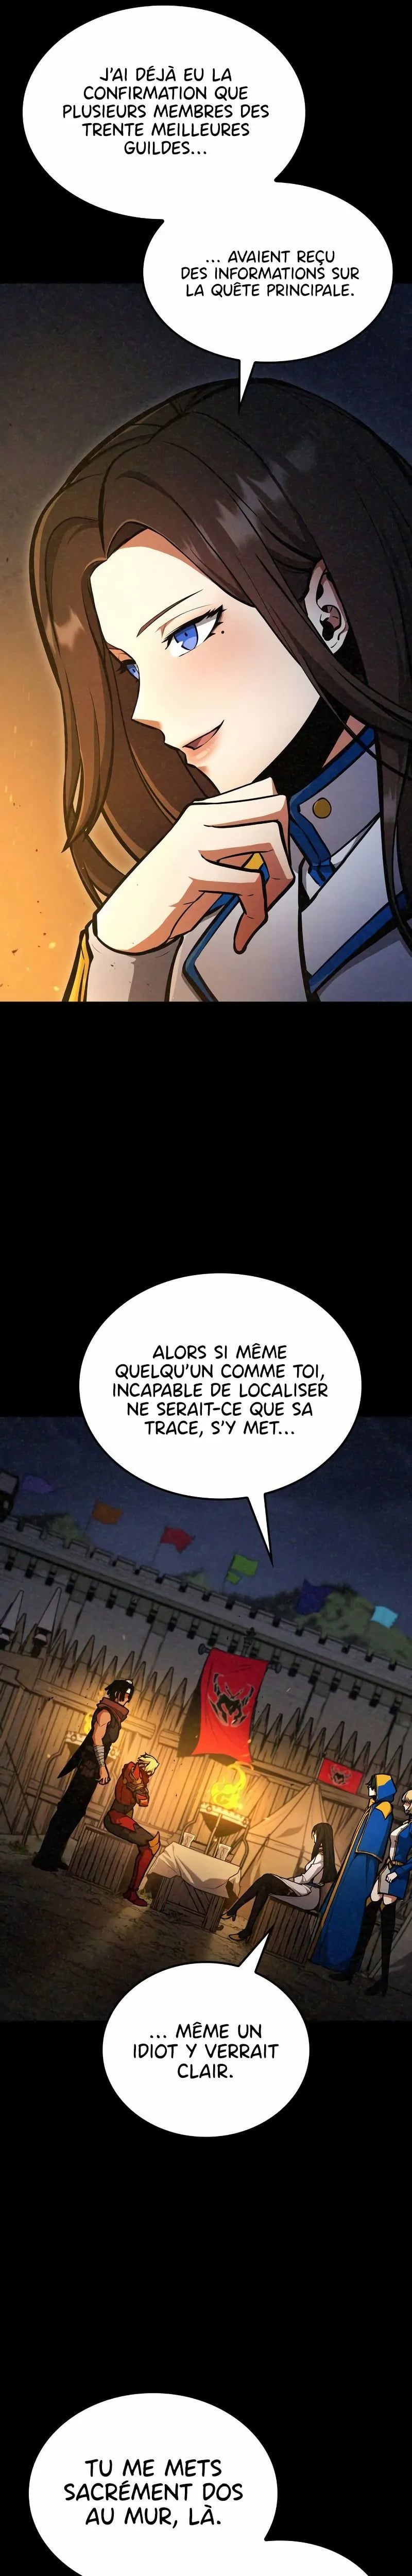 J'AI DÉJÀ EU LA
CONFIRMATION QUE
PLUSIEURS MEMBRES DES
TRENTE MEILLEURES
GUILDES...
... AVAIENT REÇU
DES INFORMATIONS SUR
LA QUÊTE PRINCIPALE.
ALORS SI MÊME
QUELQU'UN COMME TOI,
INCAPABLE DE LOCALISER
NE SERAIT-CE QUE SA
TRACE, S'Y MET...
... MÊME UN
IDIOT Y VERRAIT
CLAIR.
TU ME METS
SACRÉMENT DOS
AU MUR, LÀ.